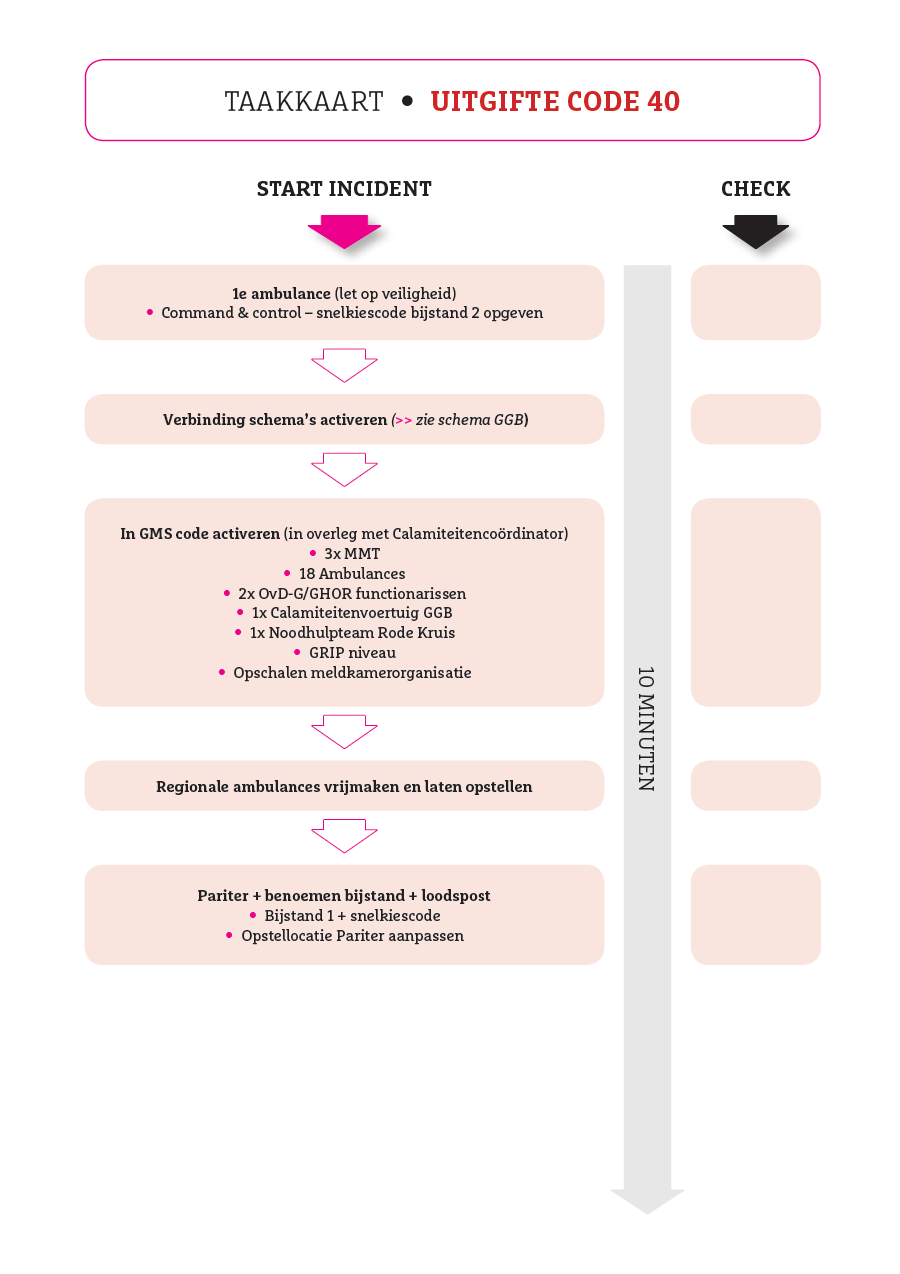 TAAKKAART • UITGIFTE CODE 40
START INCIDENT
CHECK
1e ambulance (let op veiligheid)
• Command & control – snelkiescode bijstand 2 opgeven
Verbinding schema's activeren (>> zie schema GGB)
In GMS code activeren (in overleg met Calamiteitencoördinator)
• 3x MMT
• 18 Ambulances
• 2x OvD-G/GHOR functionarissen
• 1x Calamiteitenvoertuig GGB
• 1x Noodhulpteam Rode Kruis
• GRIP niveau
• Opschalen meldkamerorganisatie
Regionale ambulances vrijmaken en laten opstellen
Pariter + benoemen bijstand + loodspost
• Bijstand 1 + snelkiescode
• Opstellocatie Pariter aanpassen
10 MINUTEN